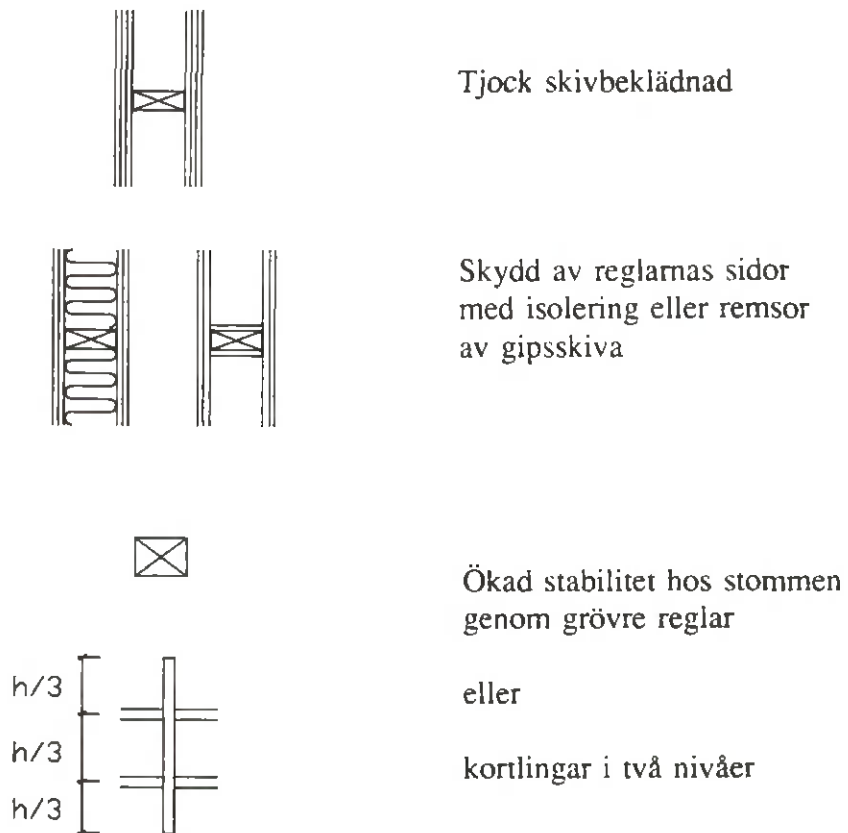 Tjock skivbeklädnad
Skydd av reglarnas sidor
med isolering eller remsor
av gipsskiva
Ökad stabilitet hos stommen
genom grövre reglar
eller
kortlingar i två nivåer
h/3
h/3
h/3